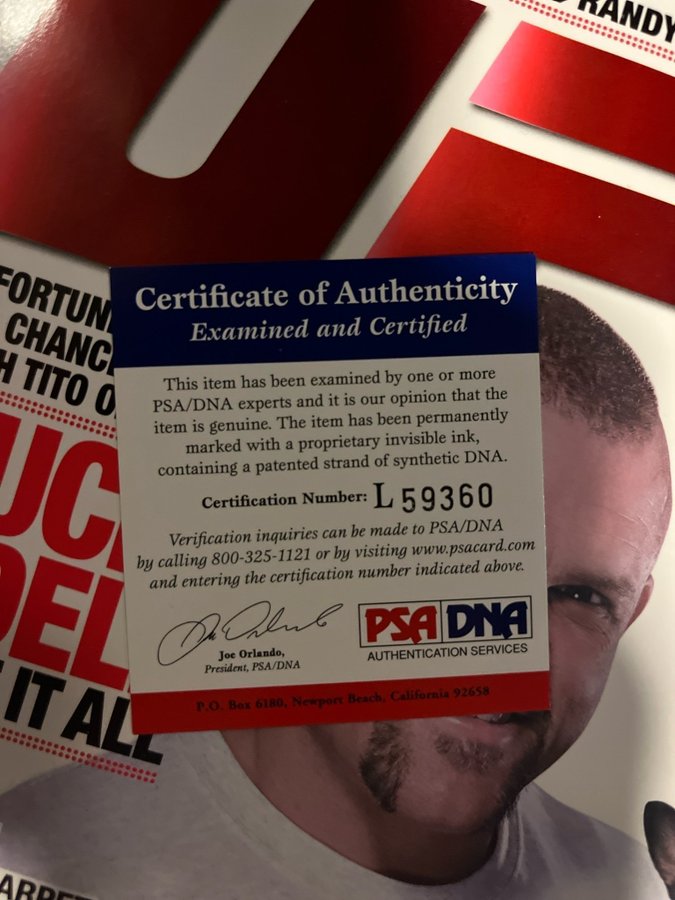 RANDY
FORTUN
CHANC
H TITO O
UC
DEL
IT ALL
Certificate of Authenticity
Examined and Certified
This item has been examined by one or more
PSA/DNA experts and it is our opinion that the
item is genuine. The item has been permanently
marked with a proprietary invisible ink,
containing a patented strand of synthetic DNA.
Certification Number: L59360
Verification inquiries can be made to PSA/DNA
by calling 800-325-1121 or by visiting www.psacard.com
and entering the certification number indicated above.
Joe Orlando,
President, PSA/DNA
PSA DNA
AUTHENTICATION SERVICES
P.O. Box 6180, Newport Beach, California 92658